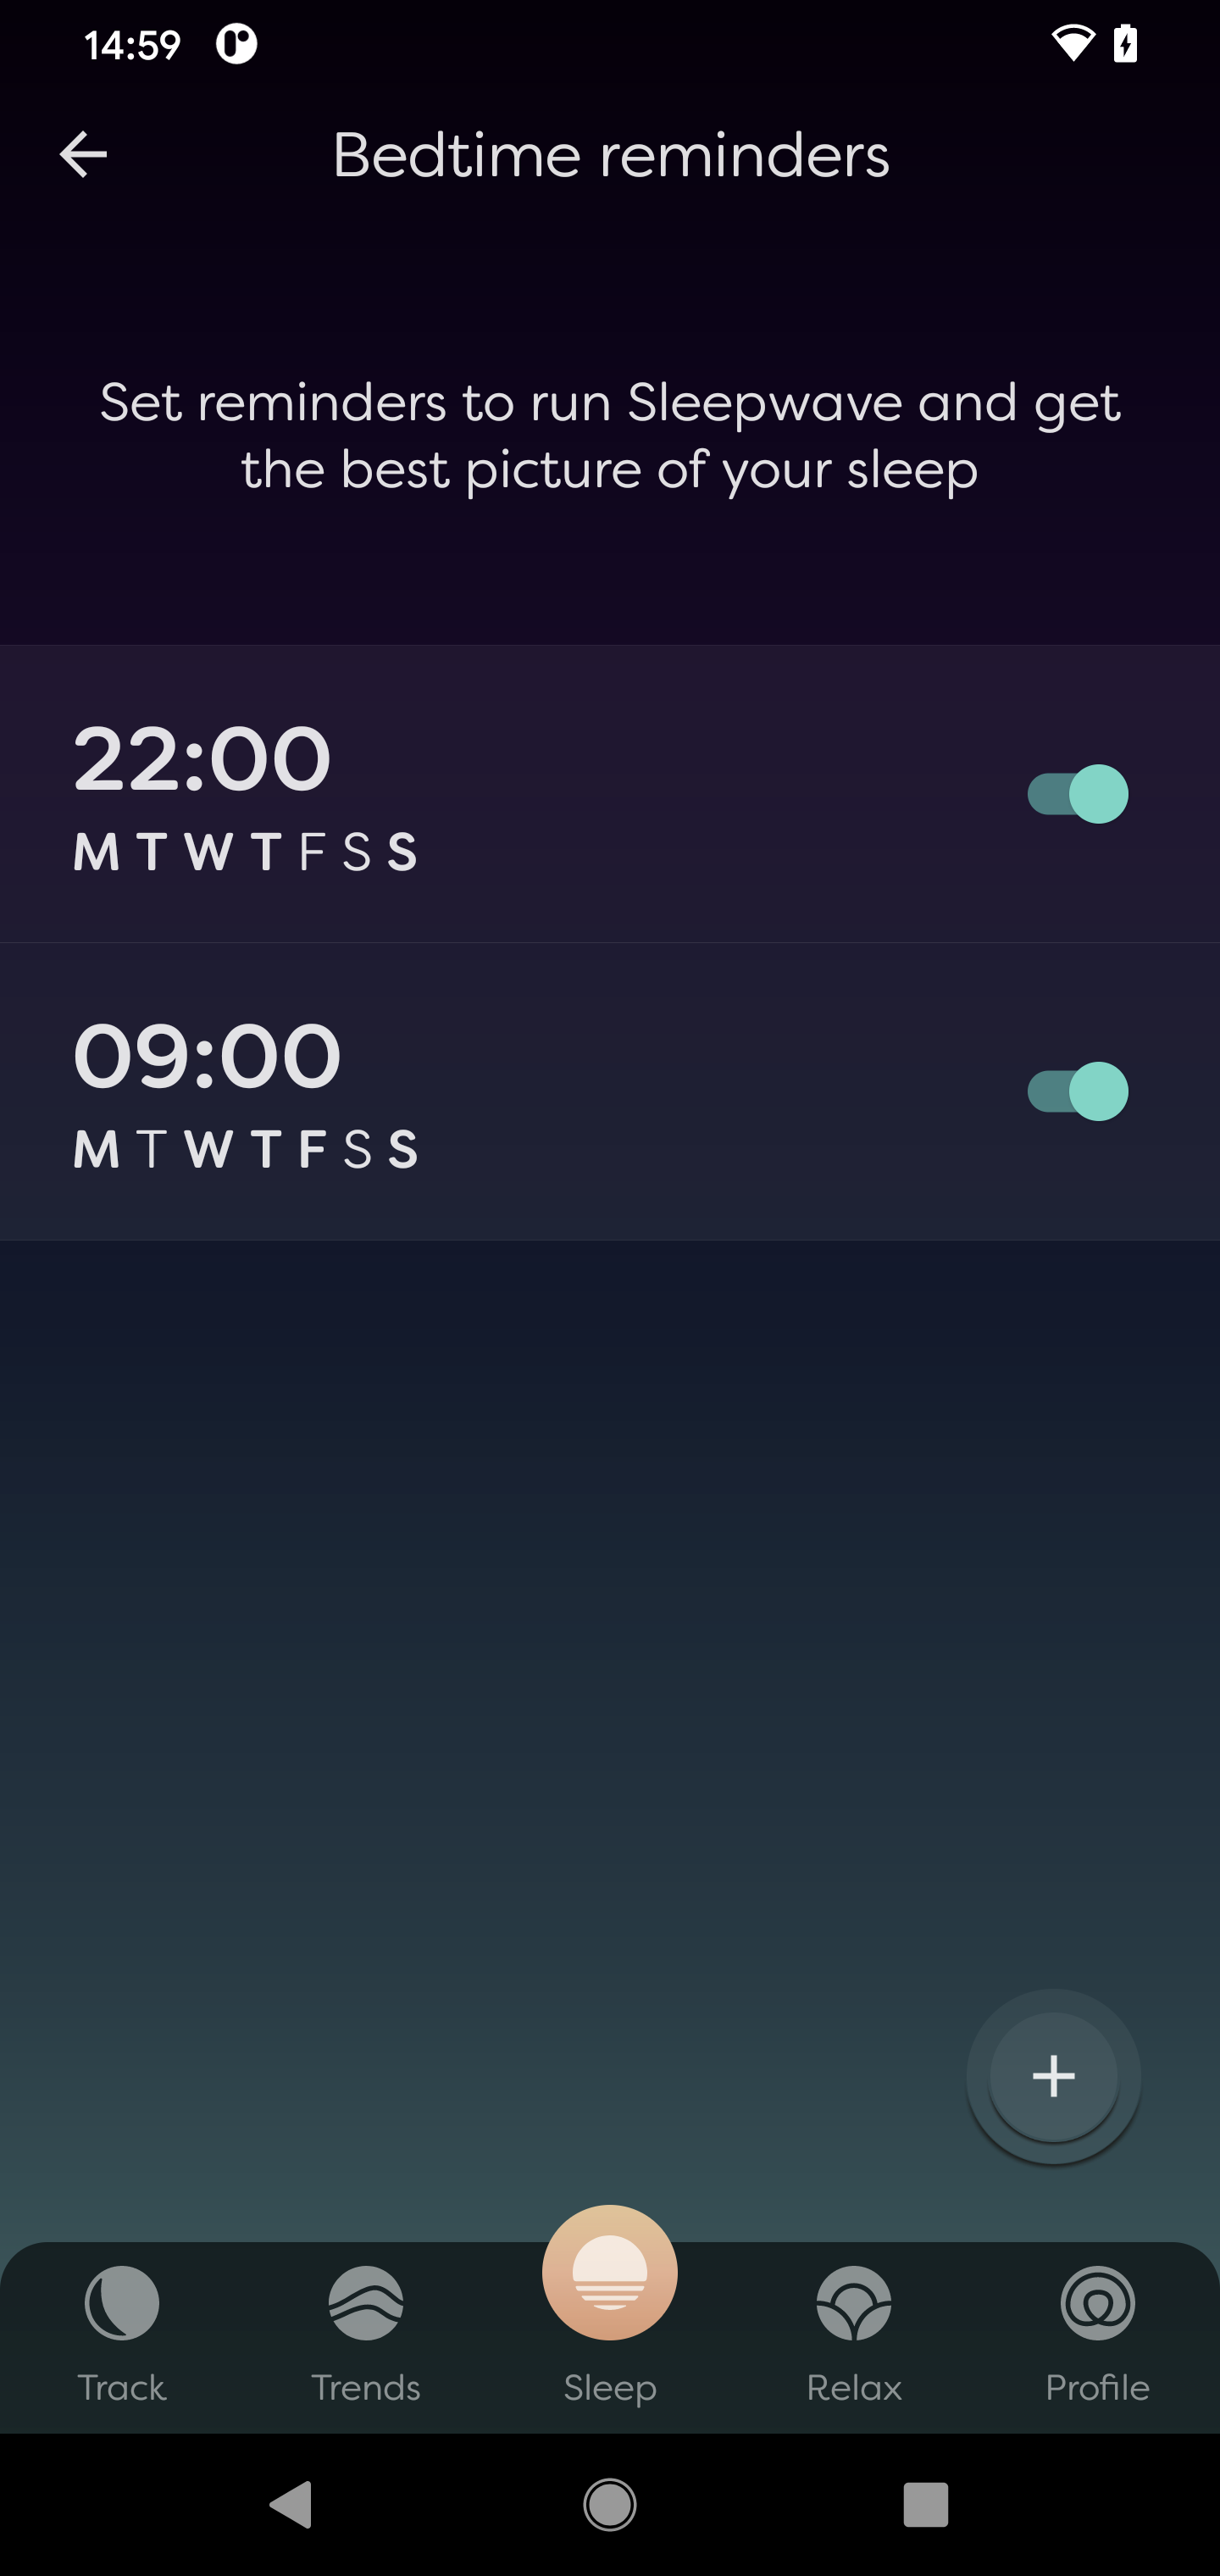 14:59
Bedtime reminders
Set reminders to run Sleepwave and get
the best picture of your sleep
22:00
M T W T F S S
09:00
M T W T F S S
Track
Trends
Sleep
Relax
Profile